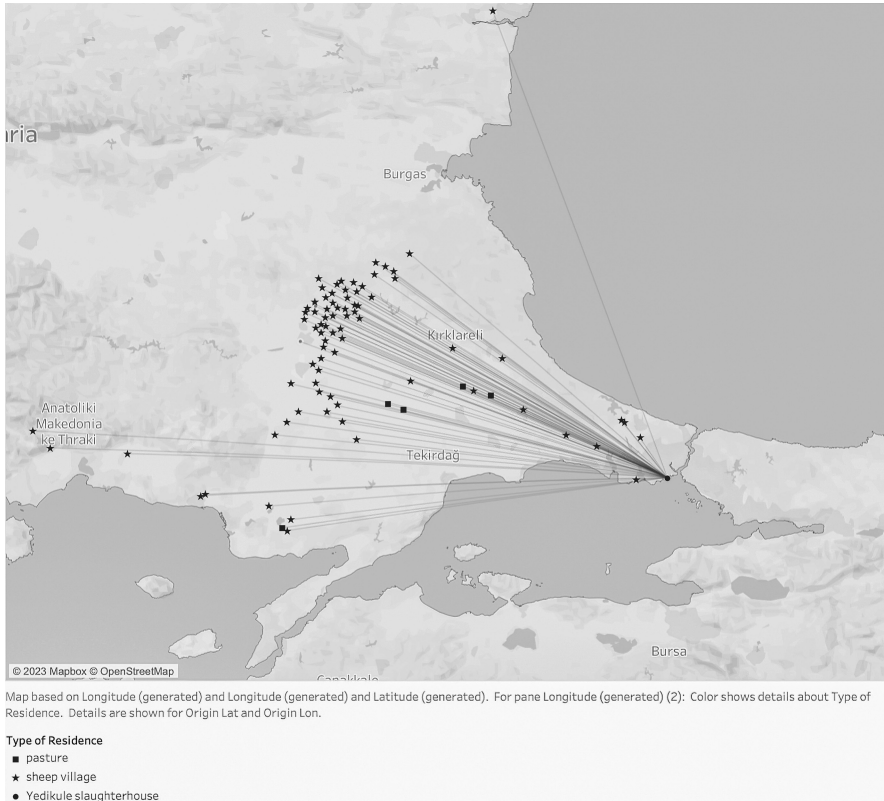 aria
Burgas
Kırklareli
Anatoliki
Makedonia
ke Thraki
Tekirdağ
Bursa
© 2023 Mapbox © OpenStreetMap
Çanakkale
Map based on Longitude (generated) and Longitude (generated) and Latitude (generated). For pane Longitude (generated) (2): Color shows details about Type of
Residence. Details are shown for Origin Lat and Origin Lon.
Type of Residence
pasture
sheep village
Yedikule slaughterhouse